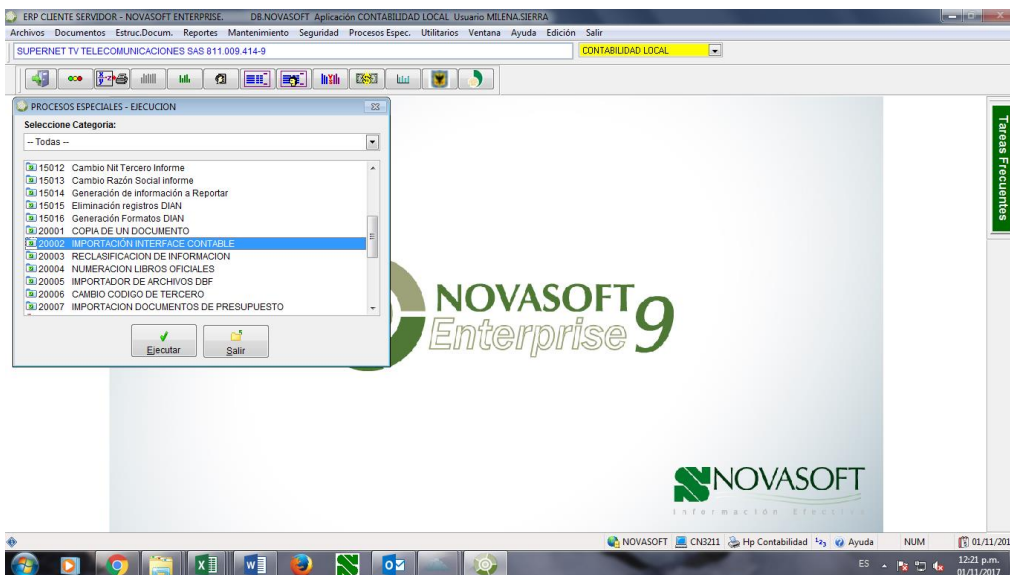 ERP CLIENTE SERVIDOR - NOVASOFT ENTERPRISE. DB.NOVASOFT Aplicación CONTABILIDAD LOCAL Usuario MILENA.SIERRA
Archivos Documentos Estruc.Docum. Reportes Mantenimiento Seguridad Procesos Espec. Utilitarios Ventana Ayuda Edición Salir
SUPERNET TV TELECOMUNICACIONES SAS 811.009.414-9 CONTABILIDAD LOCAL
PROCESOS ESPECIALES - EJECUCION
Seleccione Categoria:
-- Todas --
15012 Cambio Nit Tercero Informe
15013 Cambio Razón Social informe
15014 Generación de información a Reportar
15015 Eliminación registros DIAN
15016 Generación Formatos DIAN
20001 COPIA DE UN DOCUMENTO
20002 IMPORTACIÓN INTERFACE CONTABLE
20003 RECLASIFICACION DE INFORMACION
20004 NUMERACION LIBROS OFICIALES
20005 IMPORTADOR DE ARCHIVOS DBF
20006 CAMBIO CODIGO DE TERCERO
20007 IMPORTACION DOCUMENTOS DE PRESUPUESTO
Ejecutar Salir
Tareas Frecuentes
NOVASOFT
Enterprise 9
NOVASOFT
Información Efecti
NOVASOFT CN3211 Hp Contabilidad Ayuda NUM 01/11/201
ES 12:21 p.m.
01/11/2017